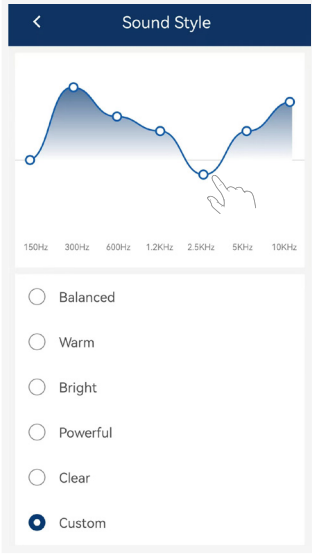 Sound Style
150Hz 300Hz 600Hz 1.2KHz 2.5KHz 5KHz 10KHz
Balanced
Warm
Bright
Powerful
Clear
Custom